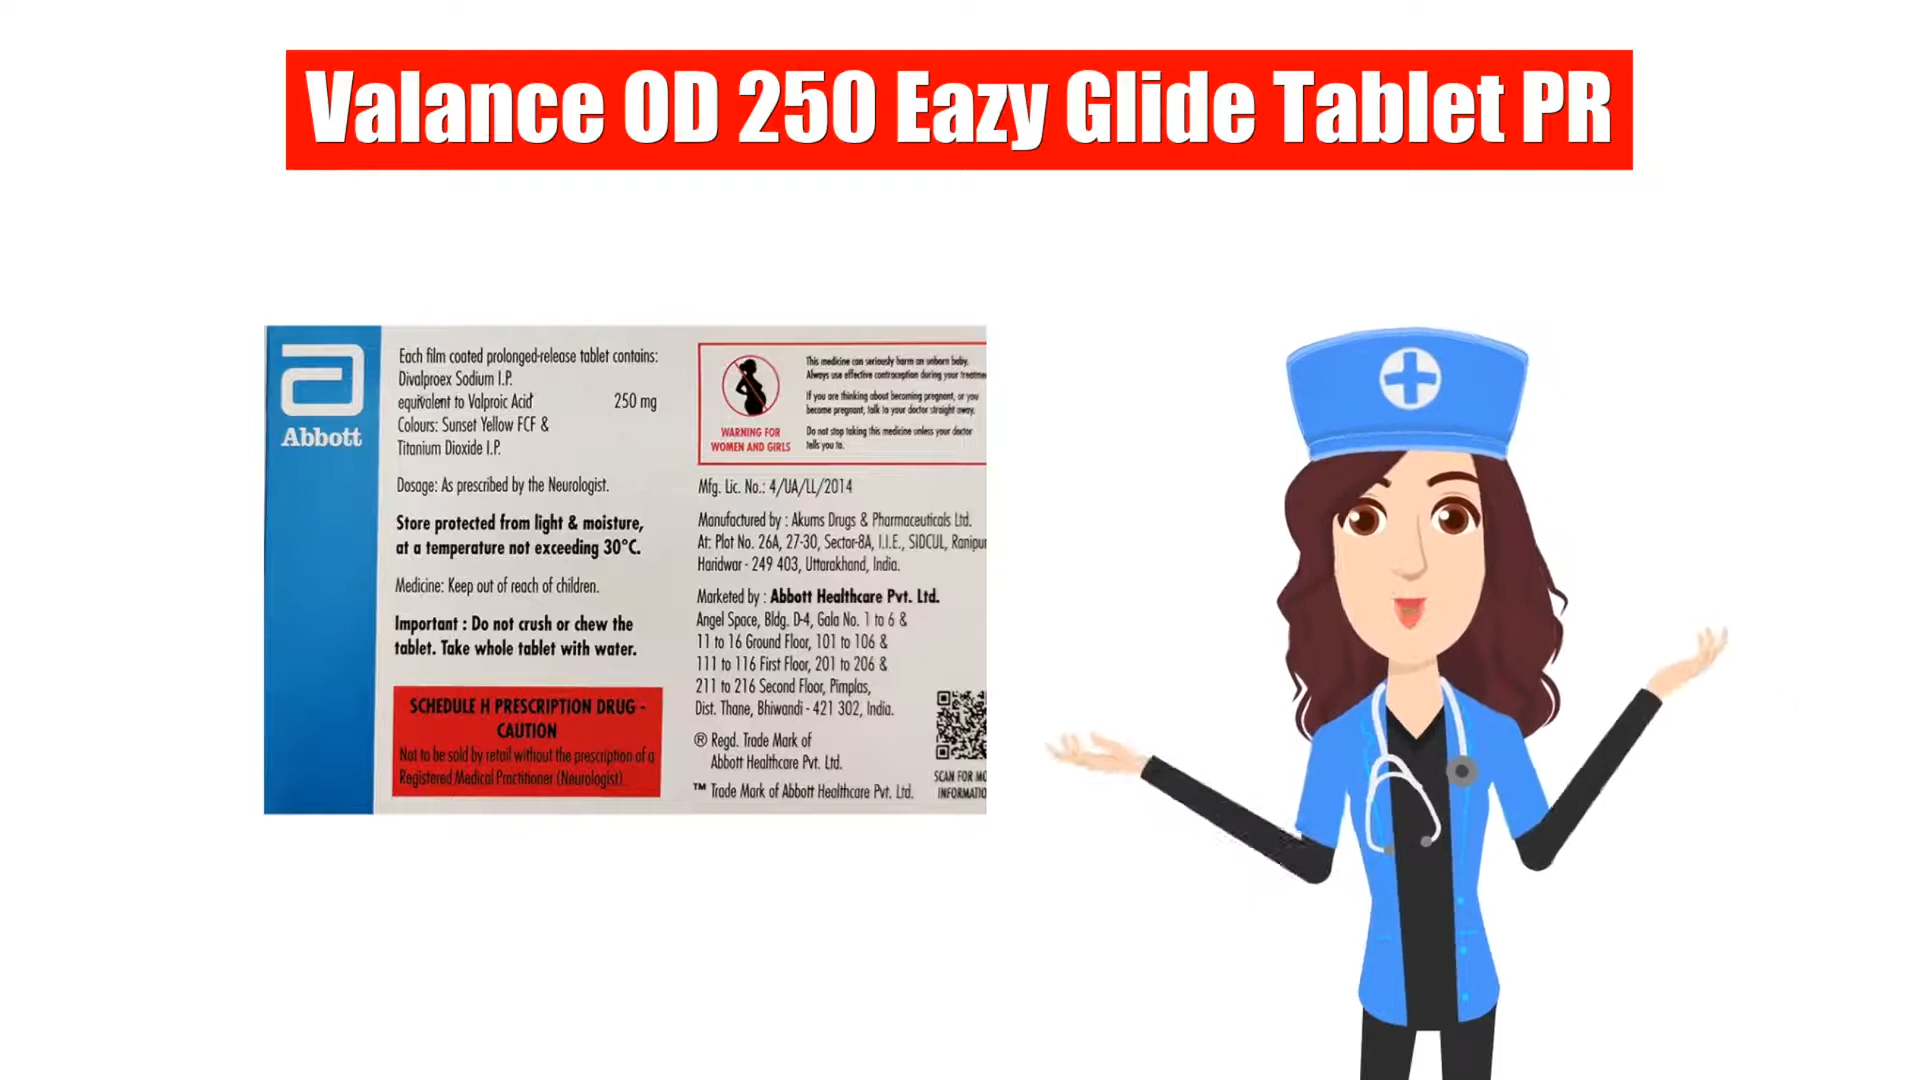 Valance OD 250 Eazy Glide Tablet PR
Abbott
Each film coated prolonged-release tablet contains:
Divalproex Sodium I.P.
equivalent to Valproic Acid 250 mg
Colours: Sunset Yellow FCF &
Titanium Dioxide I.P.
Dosage: As prescribed by the Neurologist.
Store protected from light & moisture,
at a temperature not exceeding 30°C.
Medicine: Keep out of reach of children.
Important : Do not crush or chew the
tablet. Take whole tablet with water.
SCHEDULE H PRESCRIPTION DRUG -
CAUTION
Not to be sold by retail without the prescription of a
Registered Medical Practitioner (Neurologist).
WARNING FOR
WOMEN AND GIRLS
This medicine can seriously harm an unborn baby.
Always use effective contraception during your treatme
If you are thinking about becoming pregnant, or you
become pregnant, talk to your doctor straight away.
Do not stop taking this medicine unless your doctor
tells you to.
Mfg. Lic. No.: 4/UA/LL/2014
Manufactured by : Akums Drugs & Pharmaceuticals Ltd.
At: Plot No. 26A, 27-30, Sector-8A, I.I.E., SIDCUL, Ranipur
Haridwar - 249 403, Uttarakhand, India.
Marketed by : Abbott Healthcare Pvt. Ltd.
Angel Space, Bldg. D-4, Gala No. 1 to 6 &
11 to 16 Ground Floor, 101 to 106 &
111 to 116 First Floor, 201 to 206 &
211 to 216 Second Floor, Pimplas,
Dist. Thane, Bhiwandi - 421 302, India.
® Regd. Trade Mark of
Abbott Healthcare Pvt. Ltd.
™ Trade Mark of Abbott Healthcare Pvt. Ltd.
SCAN FOR MO
INFORMATIO